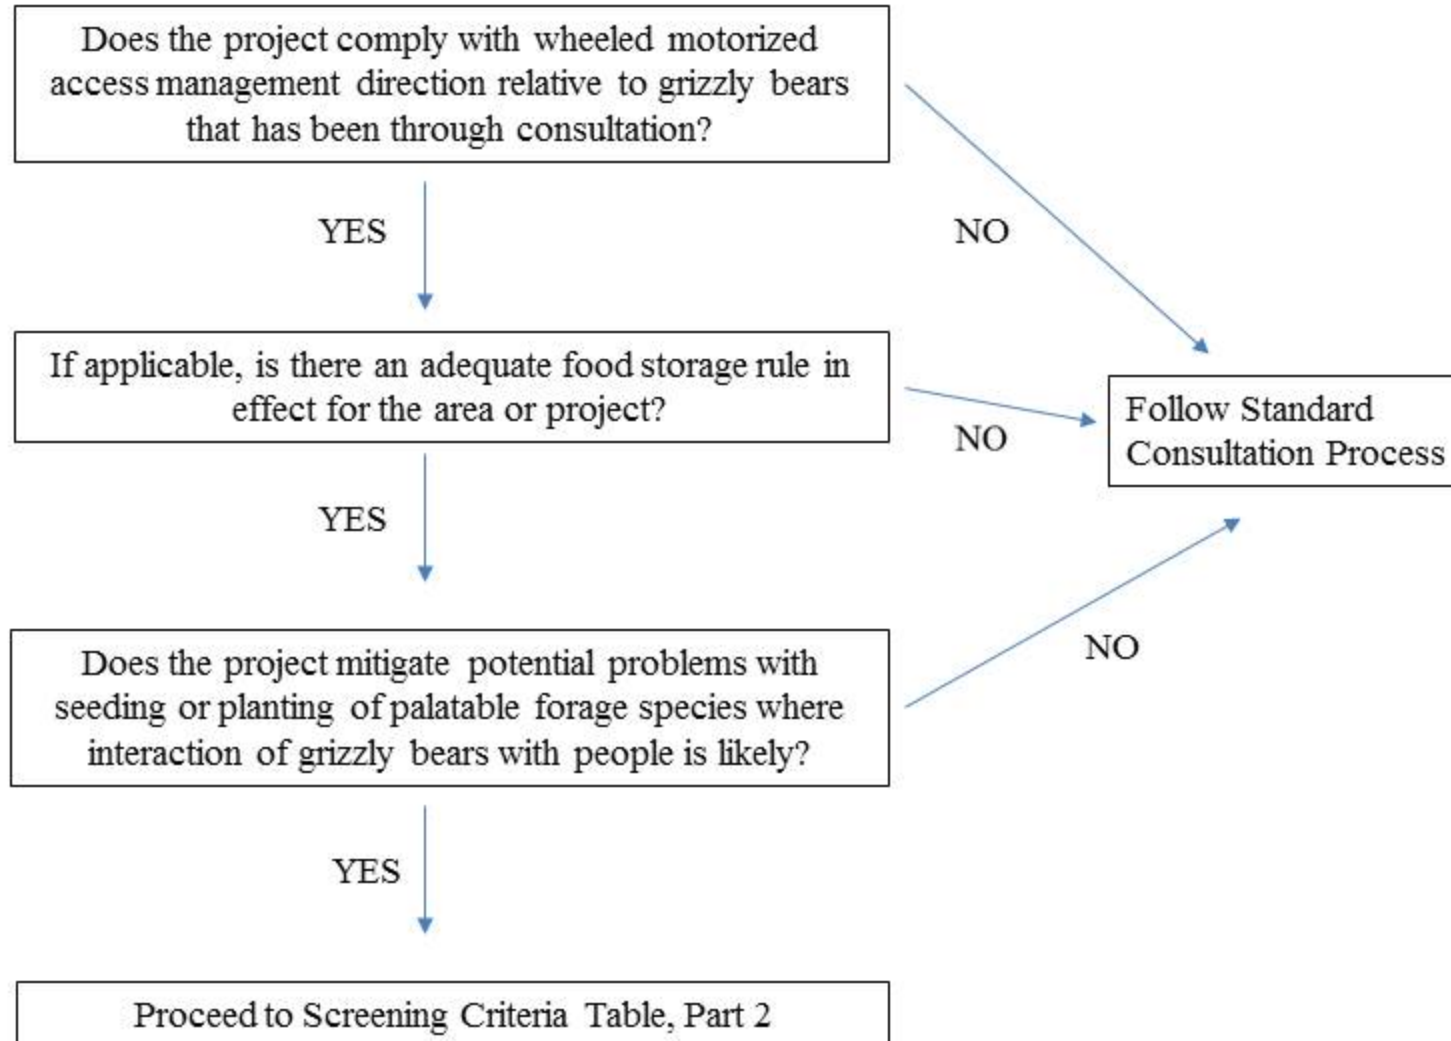 Does the project comply with wheeled motorized
access management direction relative to grizzly bears
that has been through consultation?
YES
NO
If applicable, is there an adequate food storage rule in
effect for the area or project?
NO
Follow Standard
Consultation Process
YES
Does the project mitigate potential problems with
seeding or planting of palatable forage species where
interaction of grizzly bears with people is likely?
NO
YES
Proceed to Screening Criteria Table, Part 2